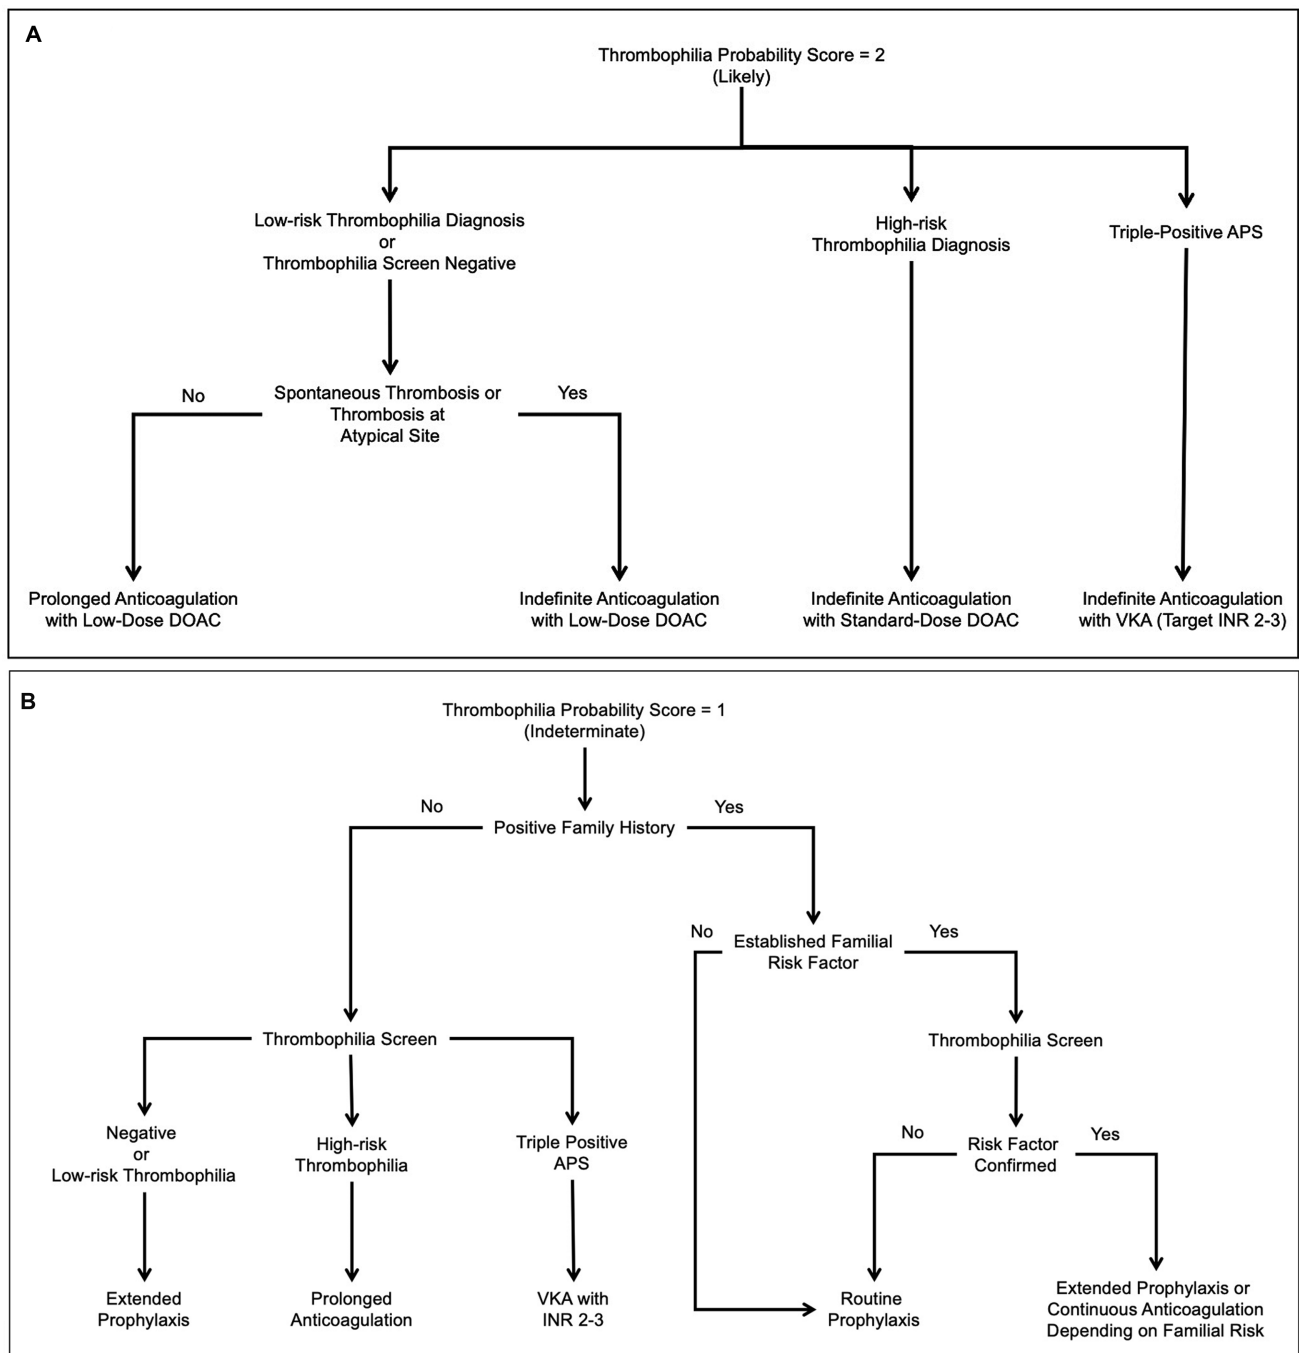 A
Thrombophilia Probability Score = 2
(Likely)
Low-risk Thrombophilia Diagnosis
or
Thrombophilia Screen Negative
High-risk
Thrombophilia Diagnosis
Triple-Positive APS
No
Spontaneous Thrombosis or
Thrombosis at
Atypical Site
Yes
Prolonged Anticoagulation
with Low-Dose DOAC
Indefinite Anticoagulation
with Low-Dose DOAC
Indefinite Anticoagulation
with Standard-Dose DOAC
Indefinite Anticoagulation
with VKA (Target INR 2-3)
B
Thrombophilia Probability Score = 1
(Indeterminate)
No
Positive Family History
Yes
No
Established Familial
Risk Factor
Yes
Thrombophilia Screen
Thrombophilia Screen
Negative
or
Low-risk Thrombophilia
High-risk
Thrombophilia
Triple Positive
APS
No
Risk Factor
Confirmed
Yes
Extended
Prophylaxis
Prolonged
Anticoagulation
VKA with
INR 2-3
Routine
Prophylaxis
Extended Prophylaxis or
Continuous Anticoagulation
Depending on Familial Risk